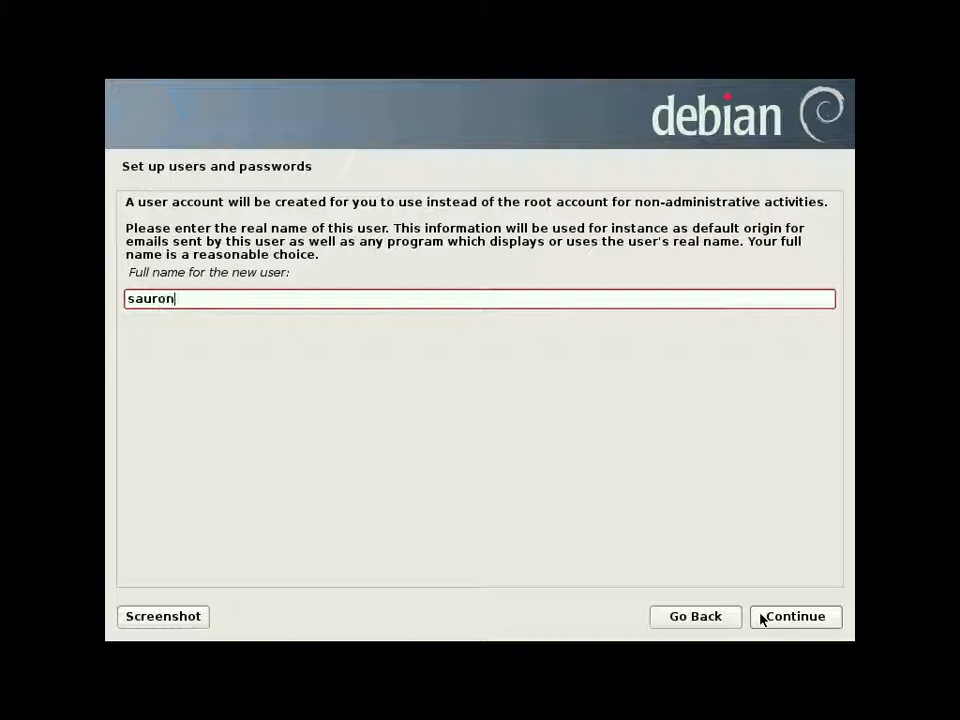 debian
Set up users and passwords
A user account will be created for you to use instead of the root account for non-administrative activities.
Please enter the real name of this user. This information will be used for instance as default origin for
emails sent by this user as well as any program which displays or uses the user's real name. Your full
name is a reasonable choice.
Full name for the new user:
sauron
Screenshot
Go Back
Continue